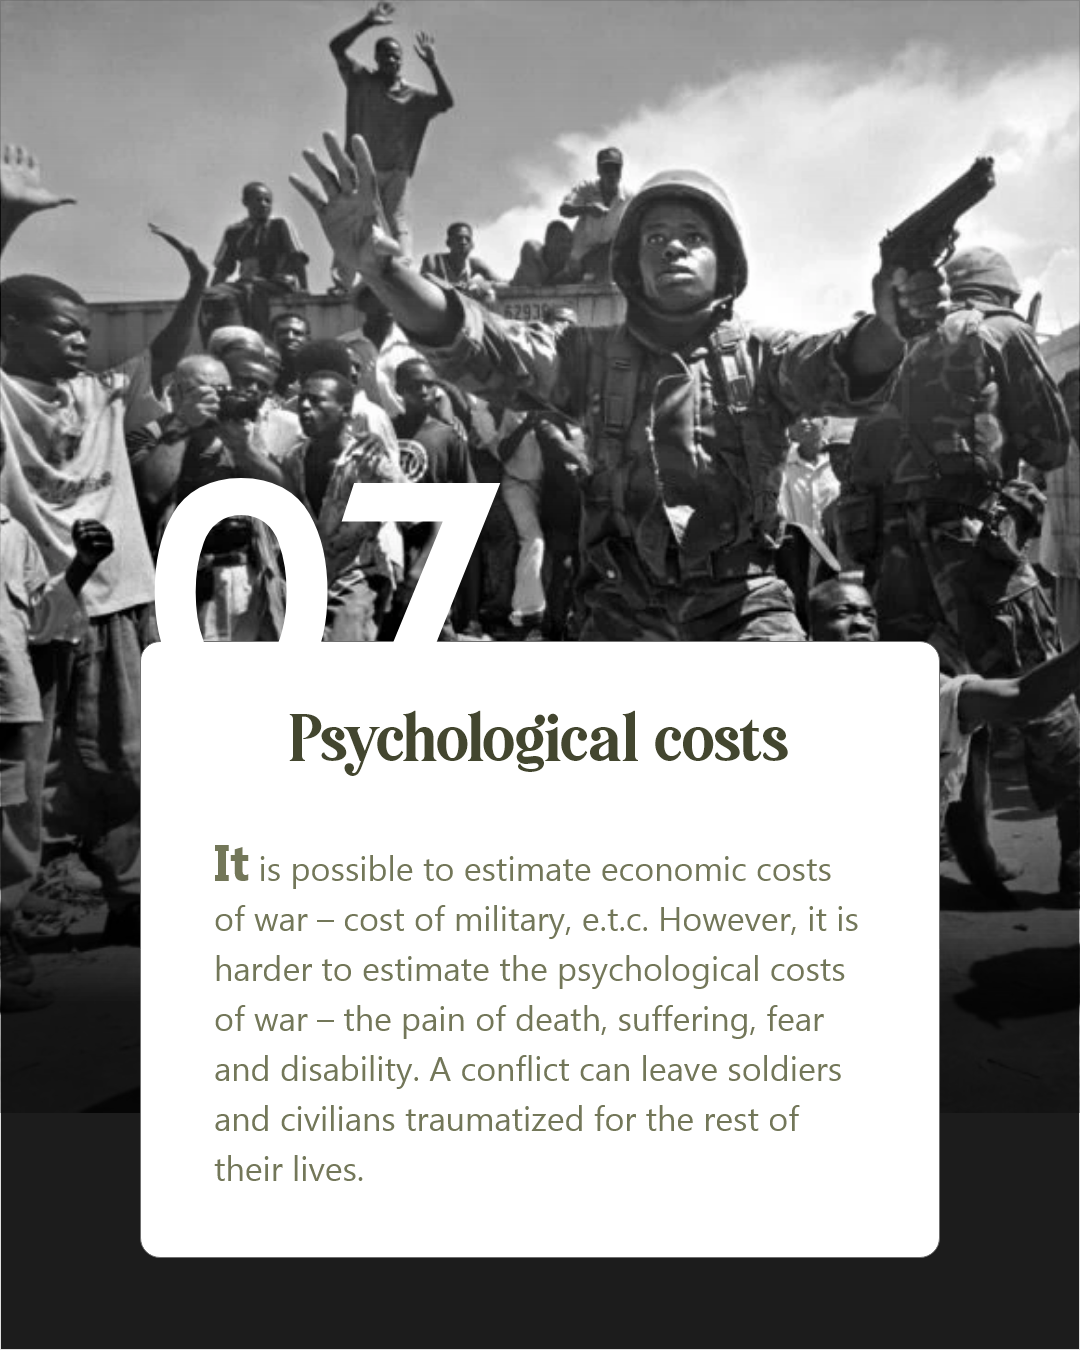 62930
07
Psychological costs
It is possible to estimate economic costs
of war – cost of military, e.t.c. However, it is
harder to estimate the psychological costs
of war – the pain of death, suffering, fear
and disability. A conflict can leave soldiers
and civilians traumatized for the rest of
their lives.